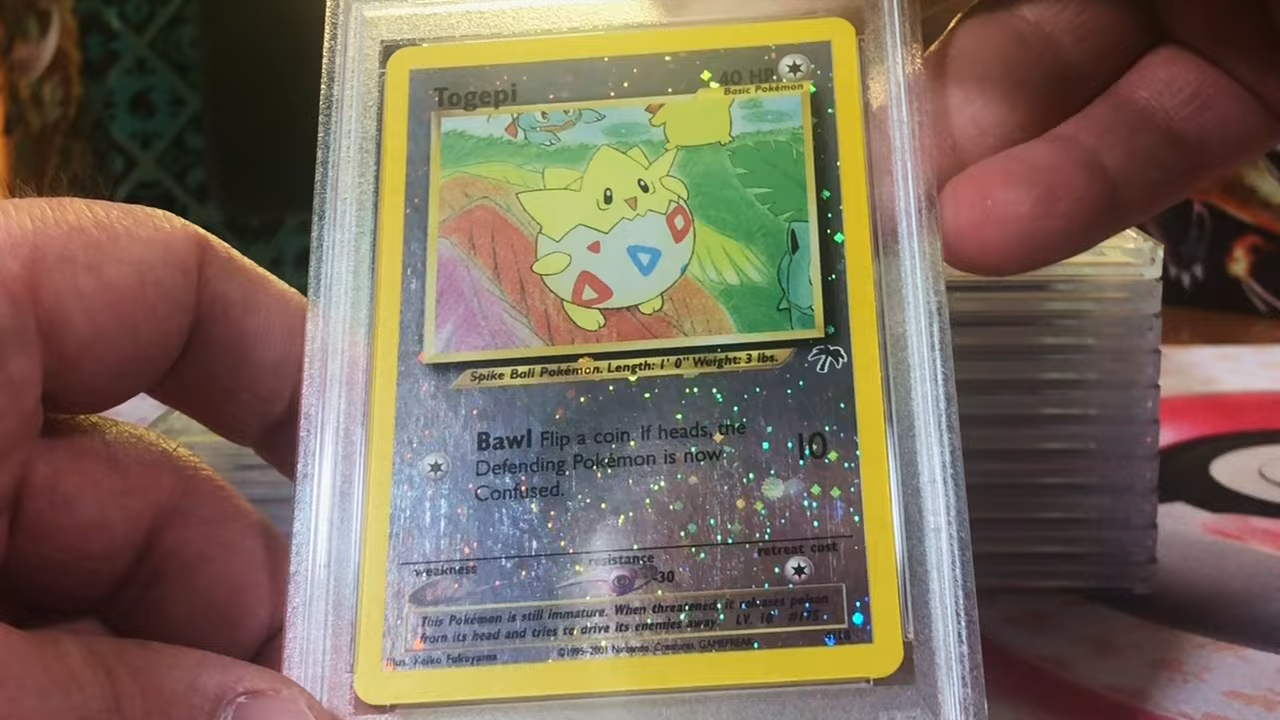 Togepi
40 HP
Basic Pokémon
Spike Ball Pokémon. Length: 1' 0" Weight: 3 lbs.
Bawl Flip a coin. If heads, the 10
Defending Pokémon is now
Confused.
weakness resistance retreat cost
-30
This Pokémon is still immature. When threatened, it releases poison
from its head and tries to drive its enemies away. LV. 10 #175
Illus. Keiko Fukuyama ©1995-2001 Nintendo, Creatures, GAMEFREAK.